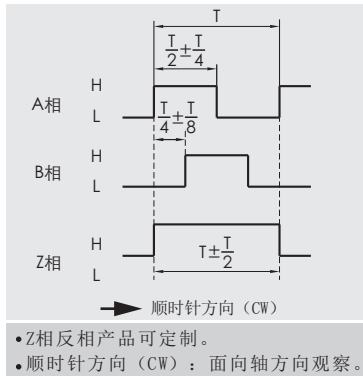 T
T/2±T/4
H
A相
L
T/4±T/8
H
B相
L
H
Z相
T±T/2
L
顺时针方向（CW）
•Z相反相产品可定制。
•顺时针方向（CW）：面向轴方向观察。